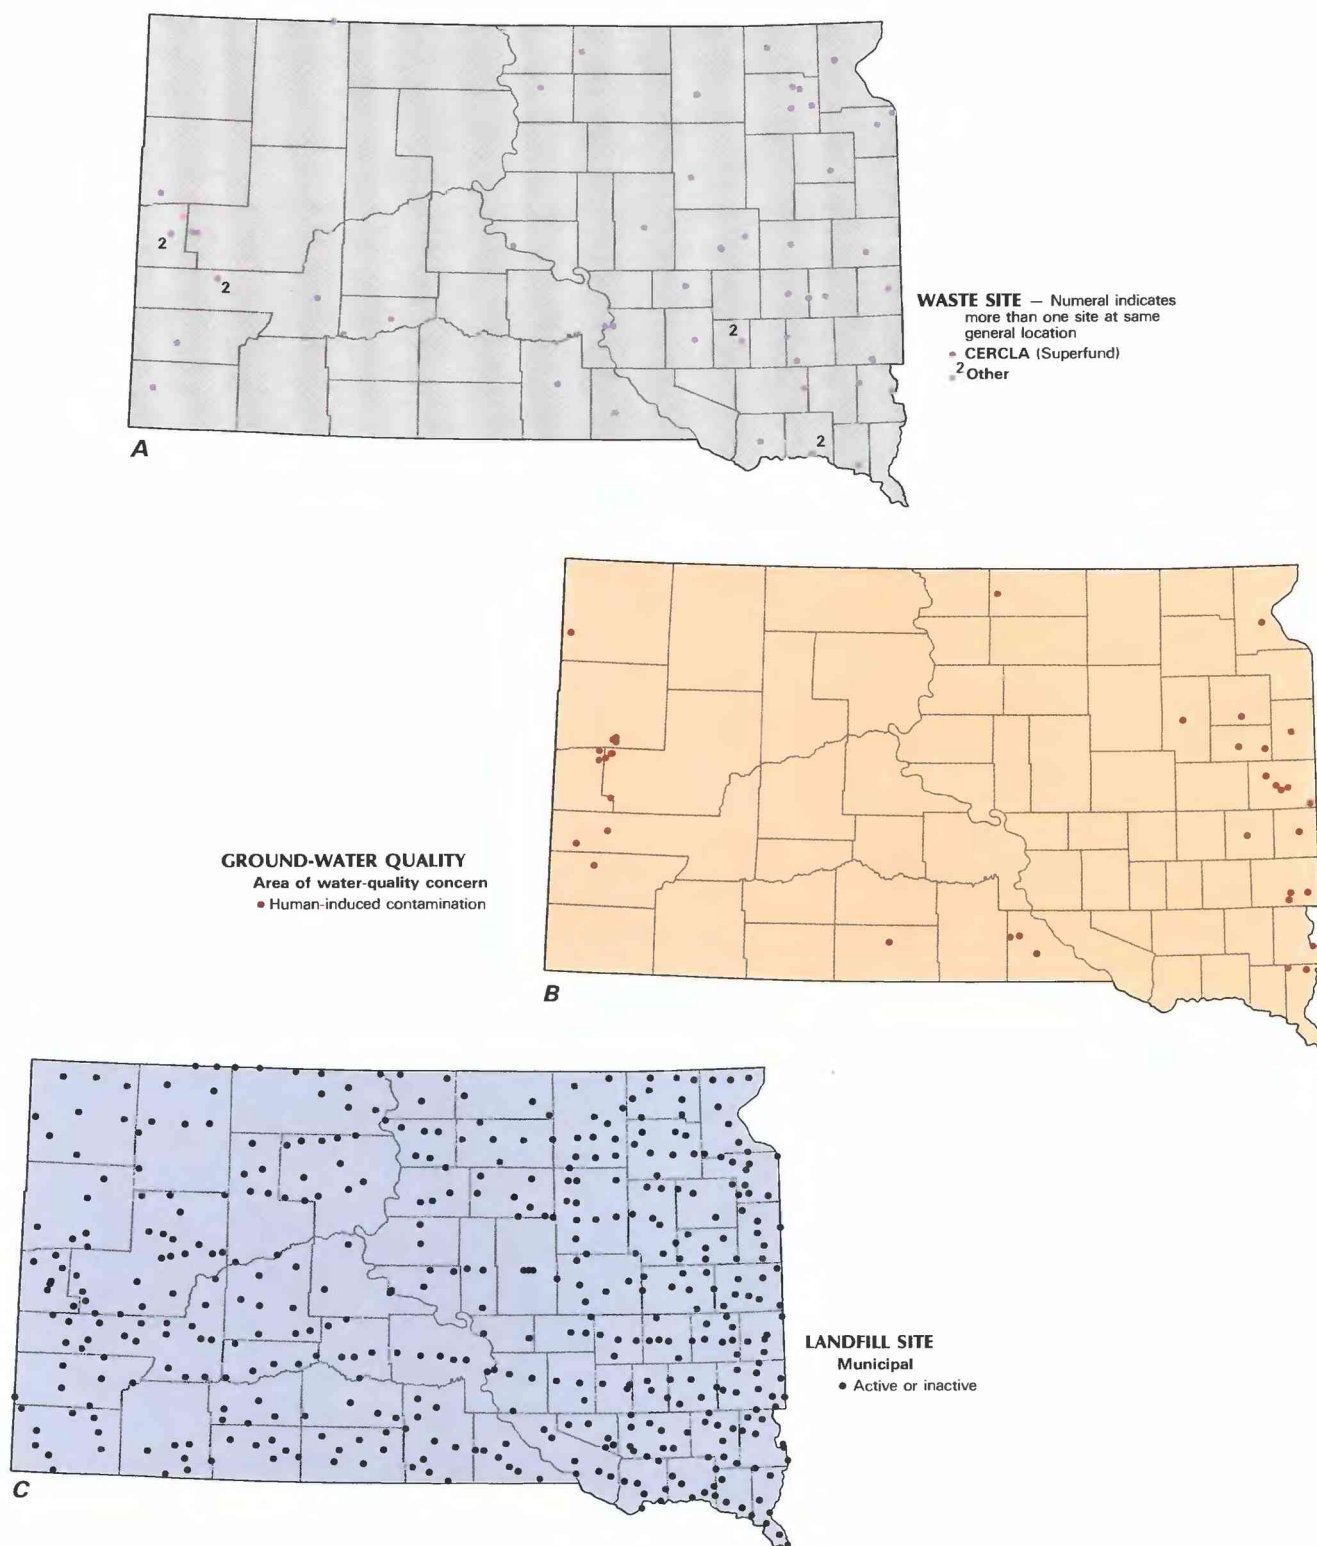 2
2
2
2
A
WASTE SITE — Numeral indicates
more than one site at same
general location
CERCLA (Superfund)
2 Other
GROUND-WATER QUALITY
Area of water-quality concern
Human-induced contamination
B
LANDFILL SITE
Municipal
Active or inactive
C